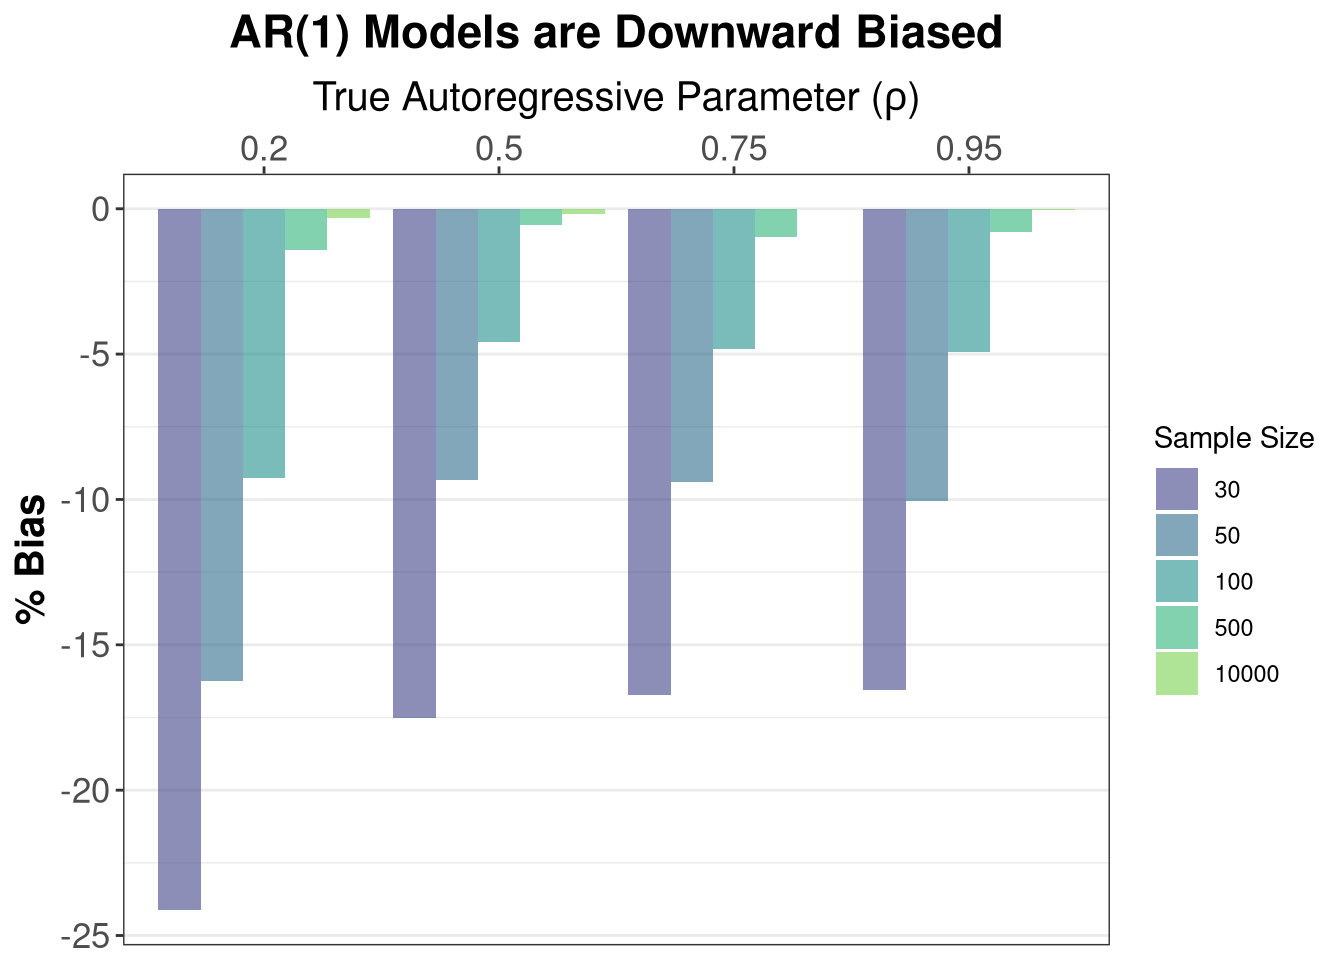 AR(1) Models are Downward Biased
True Autoregressive Parameter (ρ)
0.2 0.5 0.75 0.95
0
-5
-10
-15
-20
-25
% Bias
Sample Size
30
50
100
500
10000